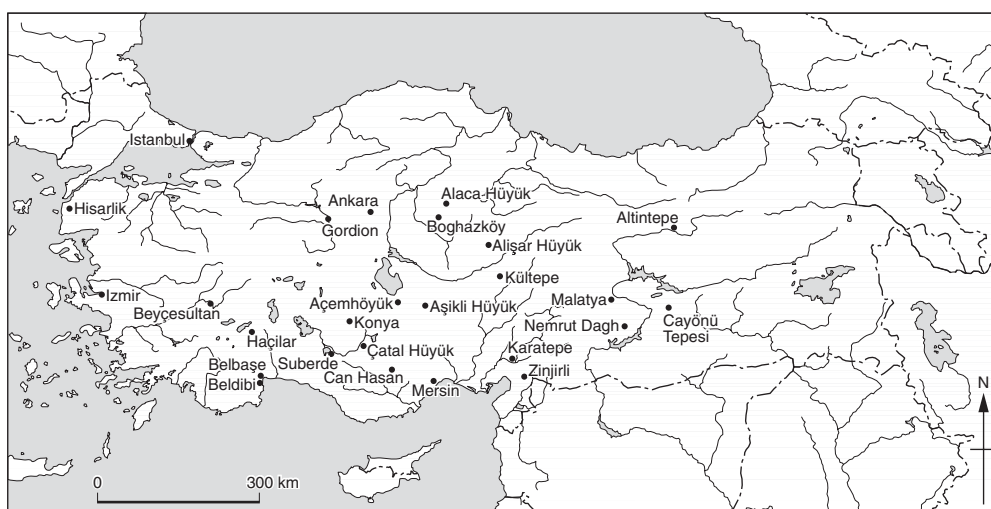 Istanbul
Hisarlik
Ankara
Gordion
Alaca Hüyük
Boghazköy
Altintepe
Alişar Hüyük
Kültepe
Izmir
Beyçesultan
Açemhöyük
Aşikli Hüyük
Malatya
Konya
Nemrut Dagh
Cayönü
Tepesi
Haçilar
Çatal Hüyük
Karatepe
Suberde
Belbaşe
Can Hasan
Zinjirli
Beldibi
Mersin
N
0
300 km